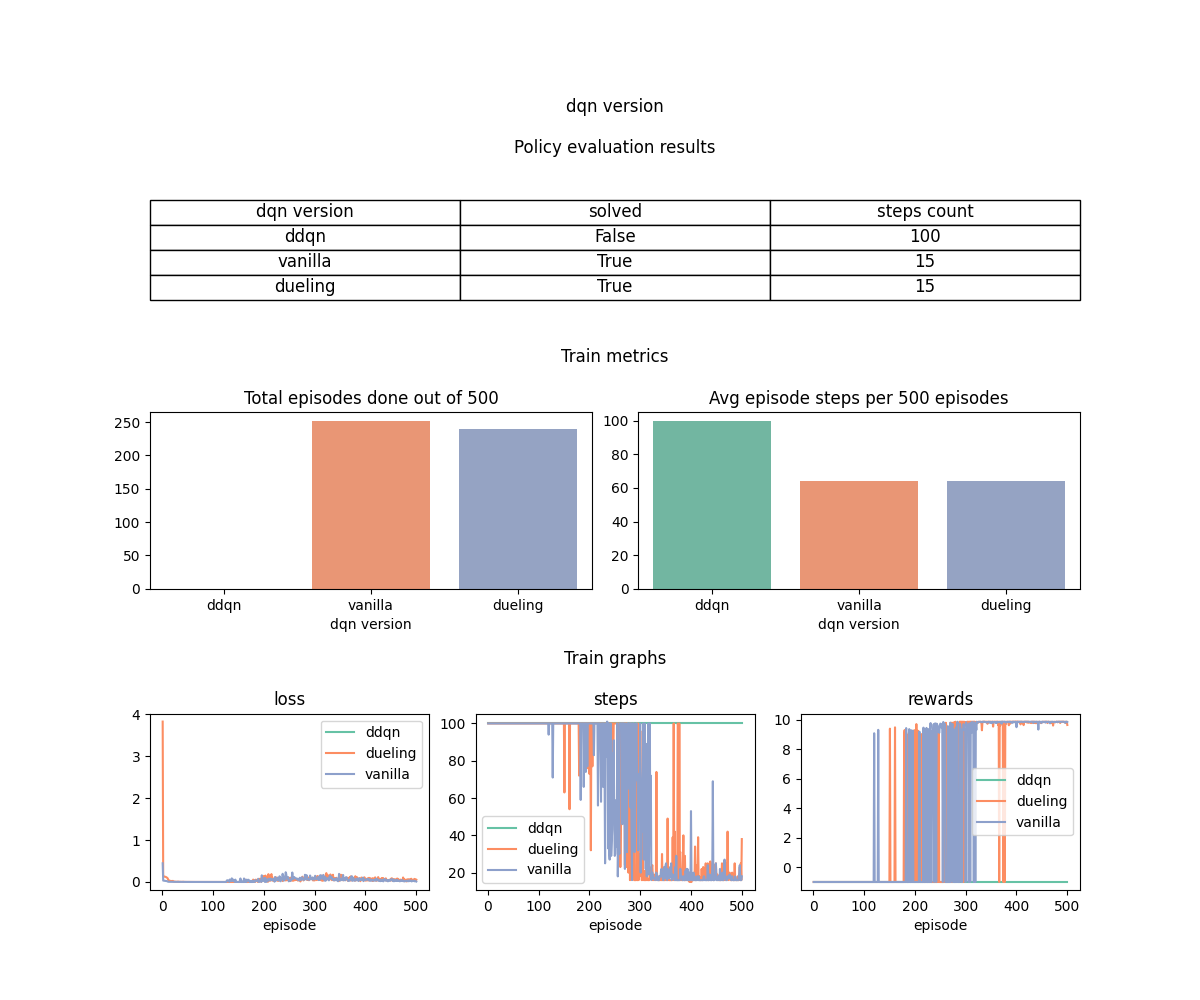 dqn version
Policy evaluation results
dqn version solved steps count
ddqn False 100
vanilla True 15
dueling True 15
Train metrics
Total episodes done out of 500
250
200
150
100
50
0
ddqn vanilla dueling
dqn version
Avg episode steps per 500 episodes
100
80
60
40
20
0
ddqn vanilla dueling
dqn version
Train graphs
loss
4
3
2
1
0
ddqn
dueling
vanilla
0 100 200 300 400 500
episode
steps
100
80
60
40
20
ddqn
dueling
vanilla
0 100 200 300 400 500
episode
rewards
10
8
6
4
2
0
ddqn
dueling
vanilla
0 100 200 300 400 500
episode